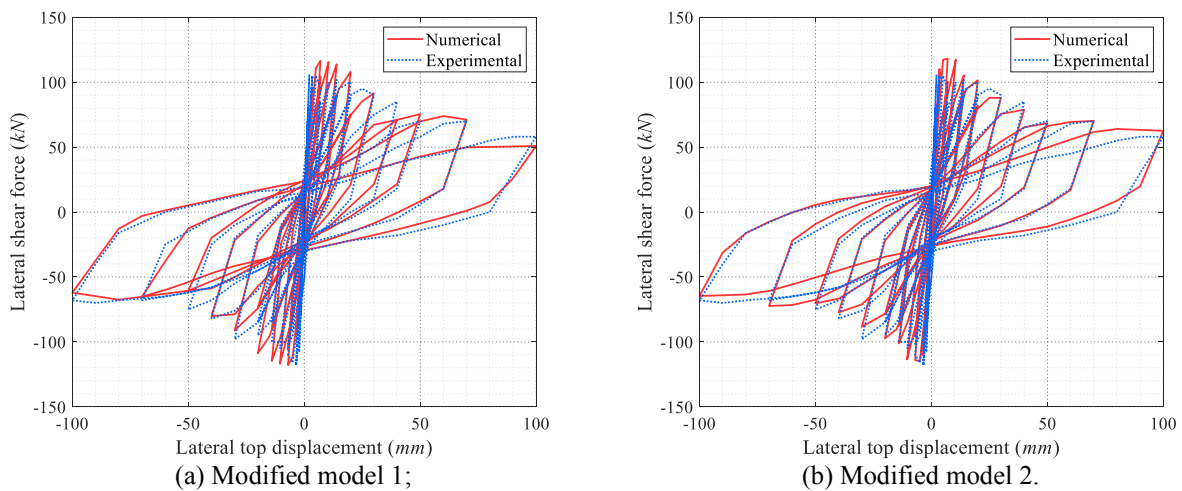 150
100
50
0
-50
-100
-150
Lateral shear force (kN)
Numerical
Experimental
-100 -50 0 50 100
Lateral top displacement (mm)
(a) Modified model 1;
150
100
50
0
-50
-100
-150
Lateral shear force (kN)
Numerical
Experimental
-100 -50 0 50 100
Lateral top displacement (mm)
(b) Modified model 2.